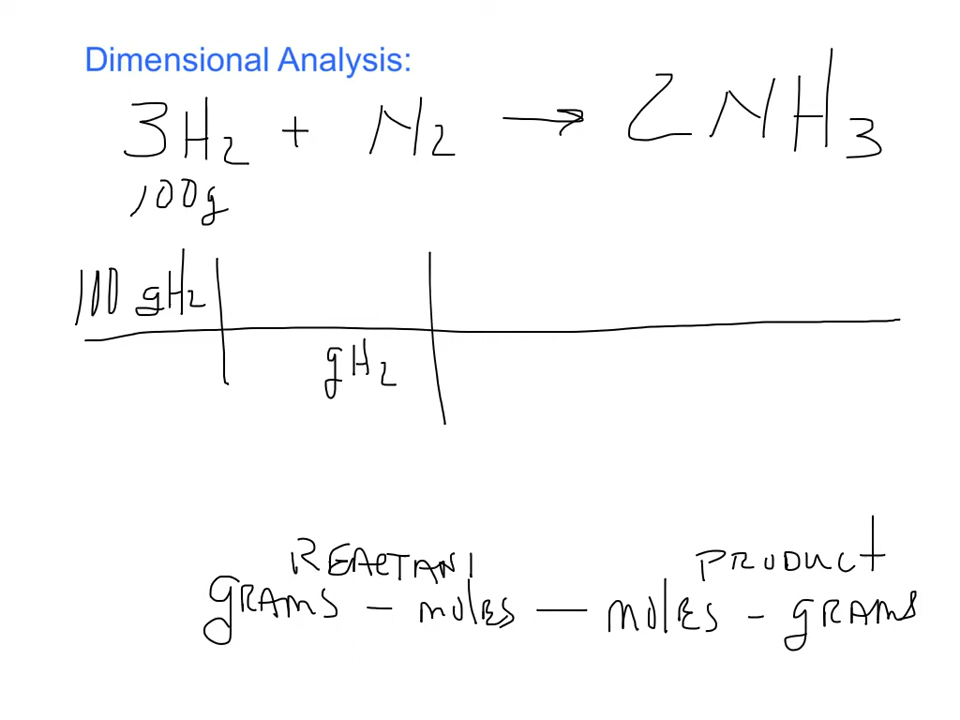 Dimensional Analysis:
3H₂ + N₂ → 2NH₃
100g
100 gH₂
gH₂
REACTANT PRODUCT
GRAMS - moles — moles - GRAMS